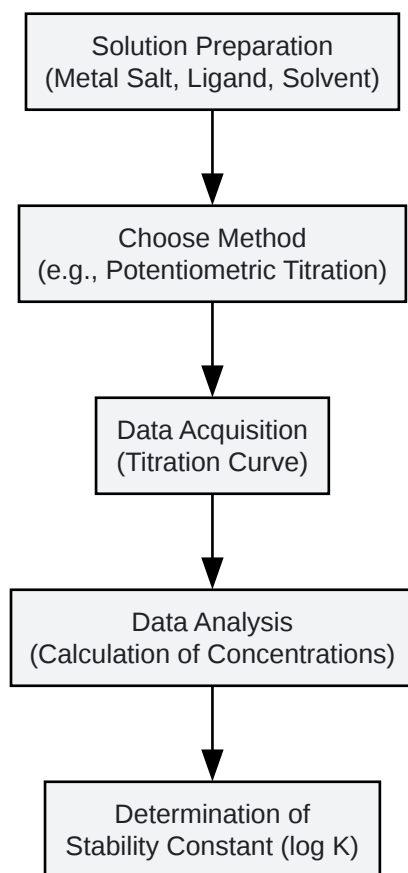 Solution Preparation
(Metal Salt, Ligand, Solvent)
Choose Method
(e.g., Potentiometric Titration)
Data Acquisition
(Titration Curve)
Data Analysis
(Calculation of Concentrations)
Determination of
Stability Constant (log K)